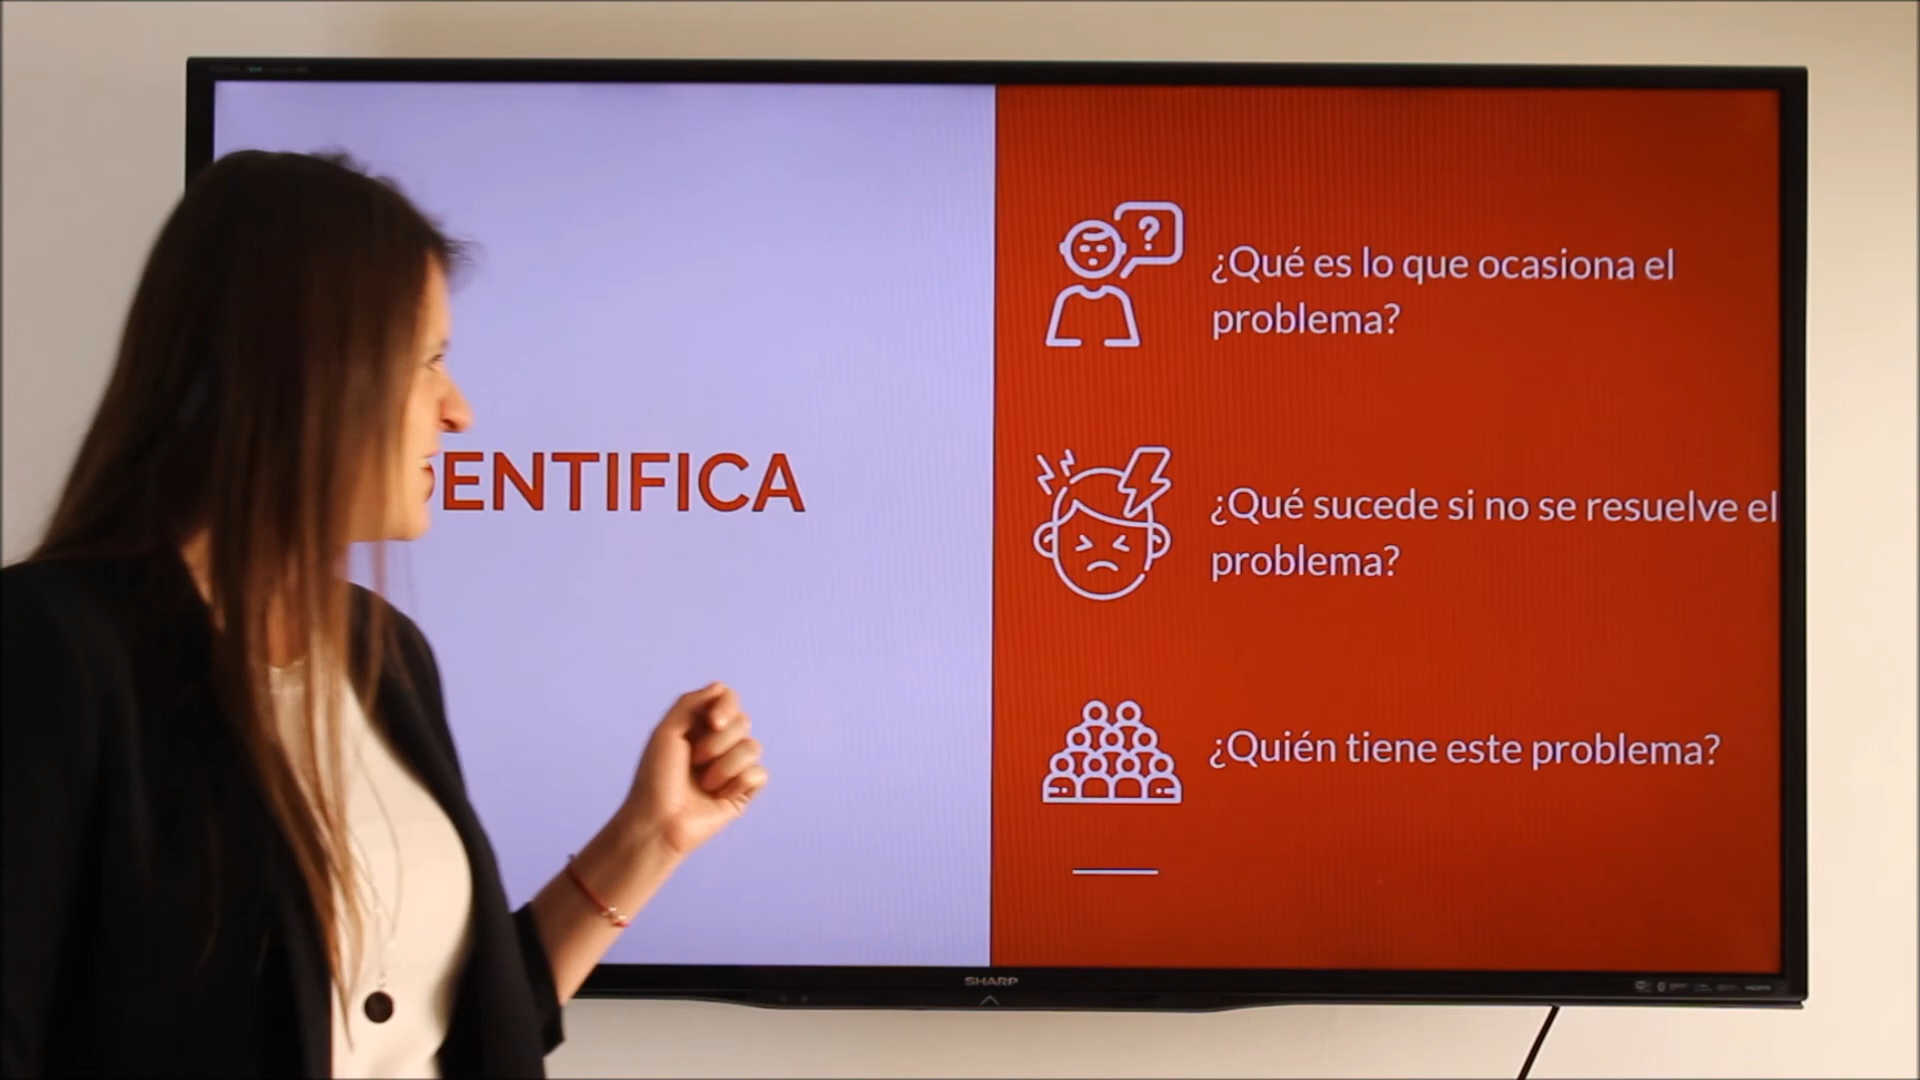 DENTIFICA
?
¿Qué es lo que ocasiona el
problema?
¿Qué sucede si no se resuelve el
problema?
¿Quién tiene este problema?
SHARP